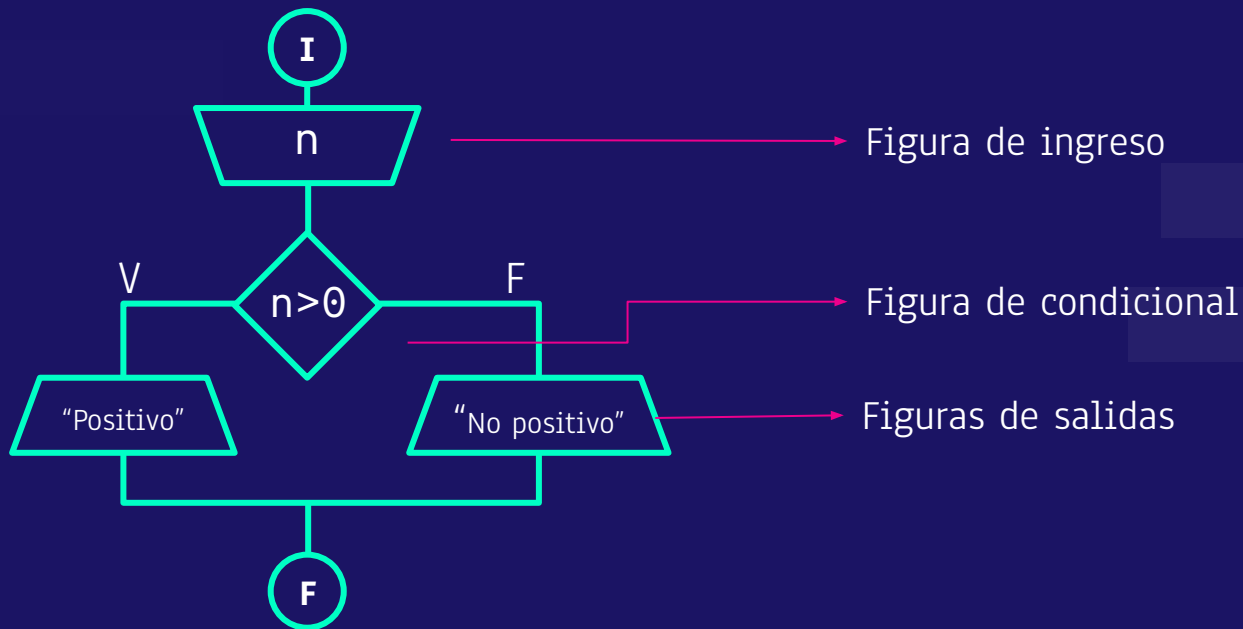 I
n
Figura de ingreso
V
F
n>0
Figura de condicional
“Positivo”
“No positivo”
Figuras de salidas
F